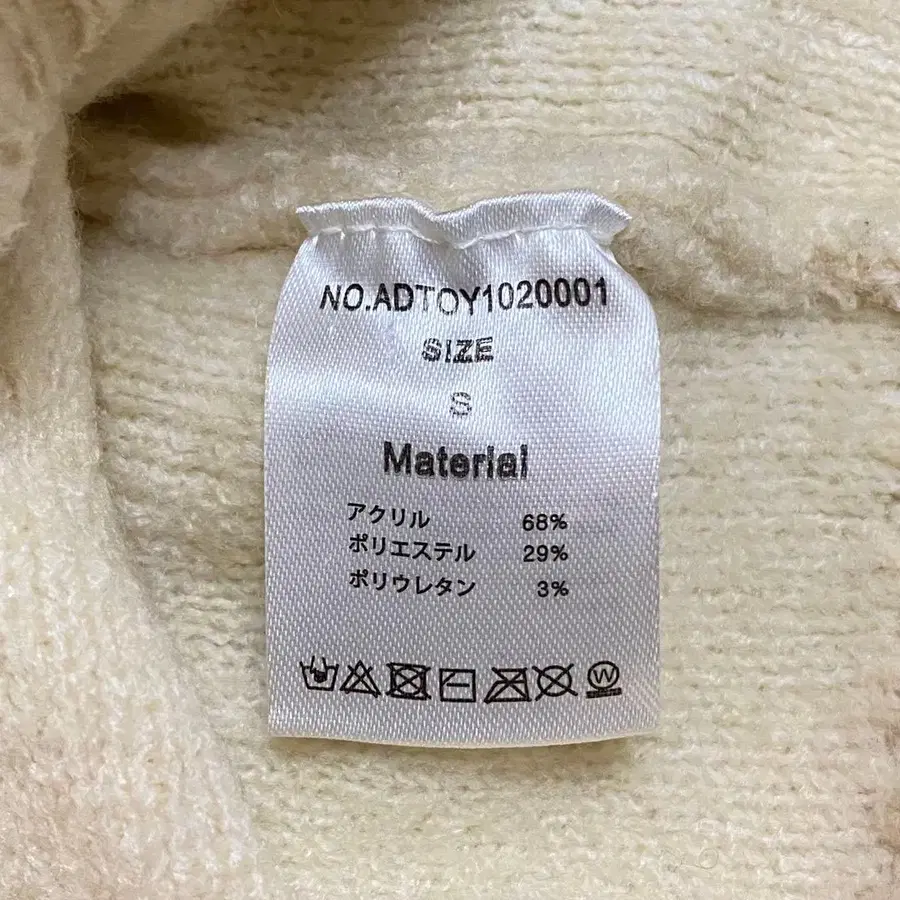 NO.ADTOY1020001
SIZE
S
Material
アクリル 68%
ポリエステル 29%
ポリウレタン 3%
W